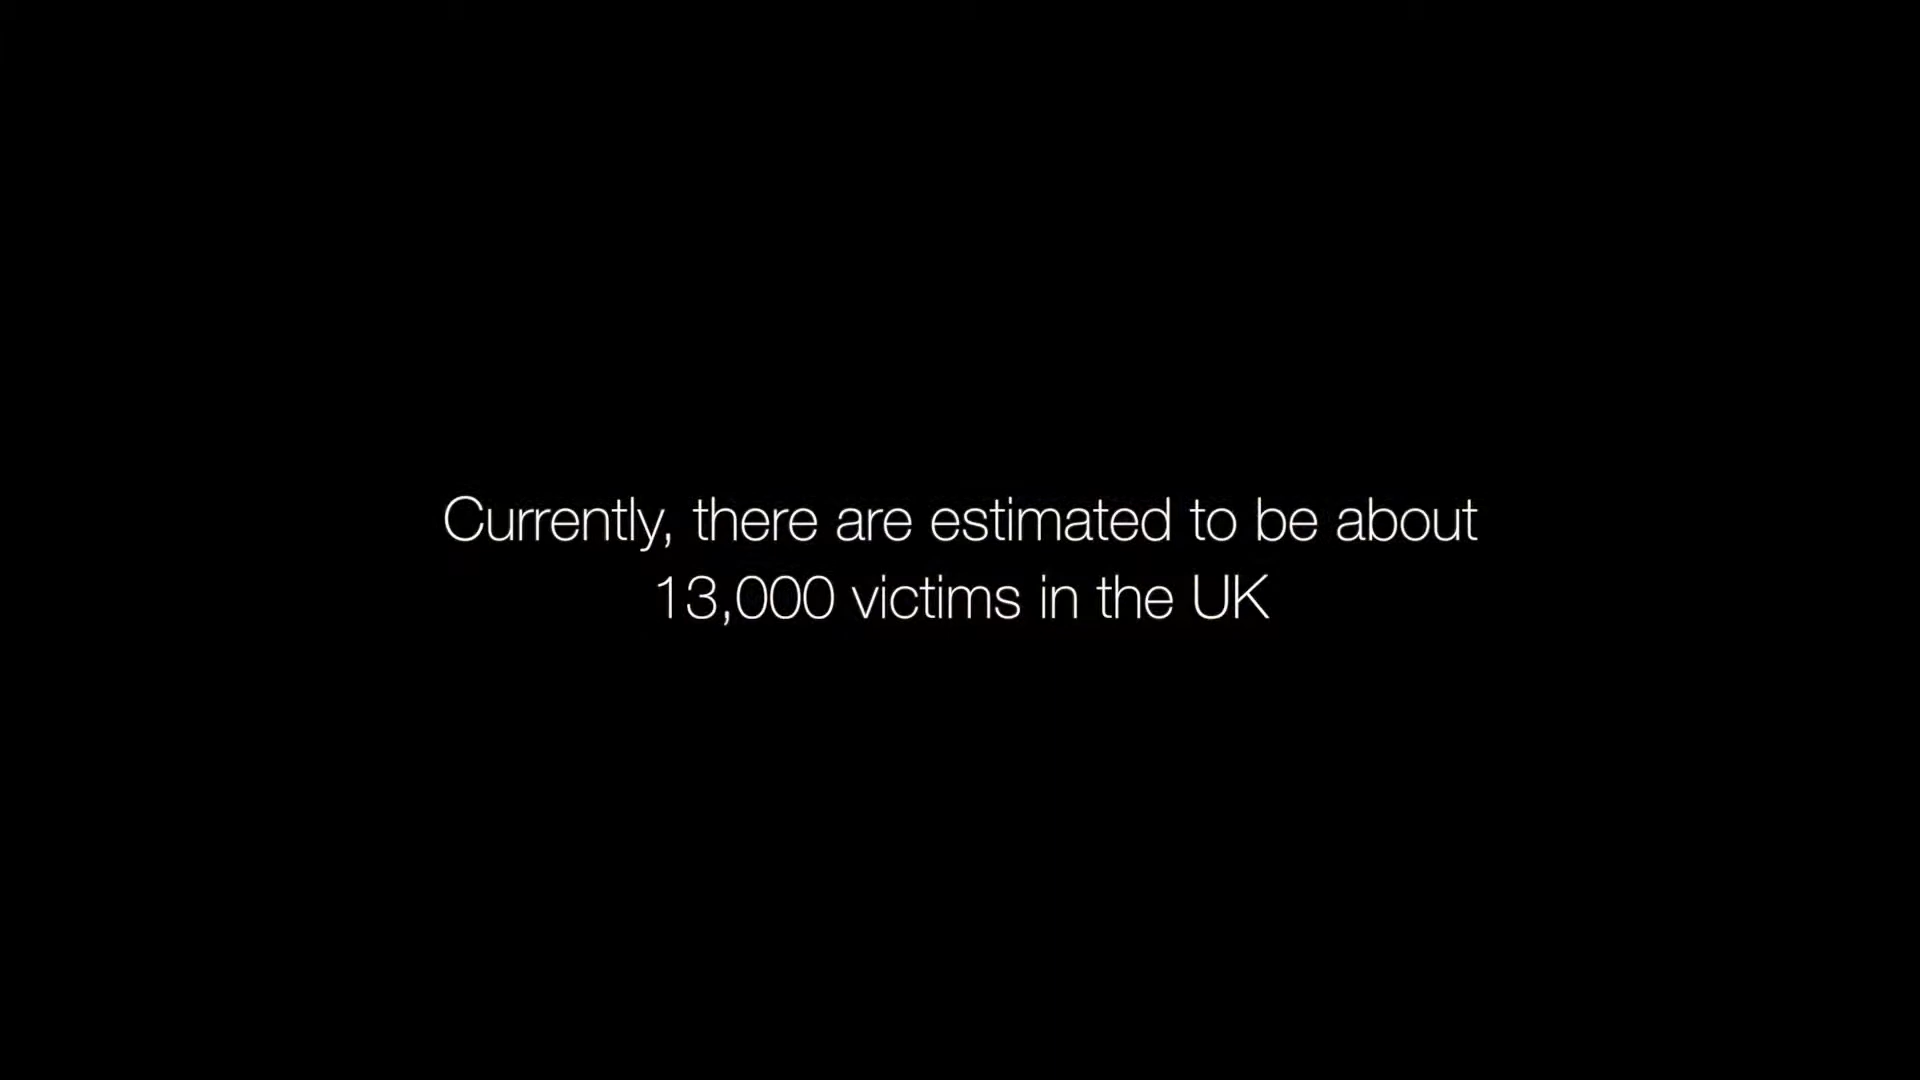 Currently, there are estimated to be about
13,000 victims in the UK